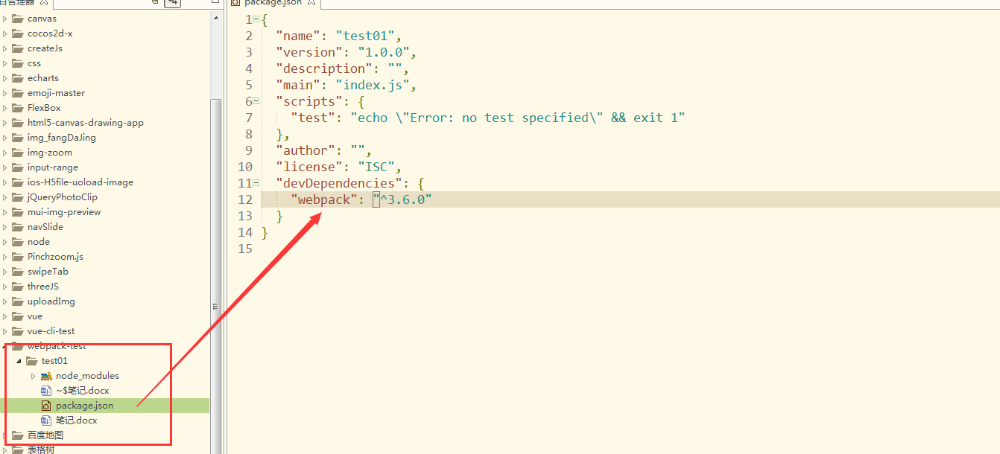 package.json
canvas
cocos2d-x
createJs
css
echarts
emoji-master
FlexBox
html5-canvas-drawing-app
img_fangDaJing
img-zoom
input-range
ios-H5file-uoload-image
jQueryPhotoClip
mui-img-preview
navSlide
node
Pinchzoom.js
swipeTab
threeJS
uploadImg
vue
vue-cli-test
webpack-test
test01
node_modules
~$笔记.docx
package.json
笔记.docx
百度地图
表格树
1 {
2 "name": "test01",
3 "version": "1.0.0",
4 "description": "",
5 "main": "index.js",
6 "scripts": {
7 "test": "echo \"Error: no test specified\" && exit 1"
8 },
9 "author": "",
10 "license": "ISC",
11 "devDependencies": {
12 "webpack": "^3.6.0"
13 }
14 }
15